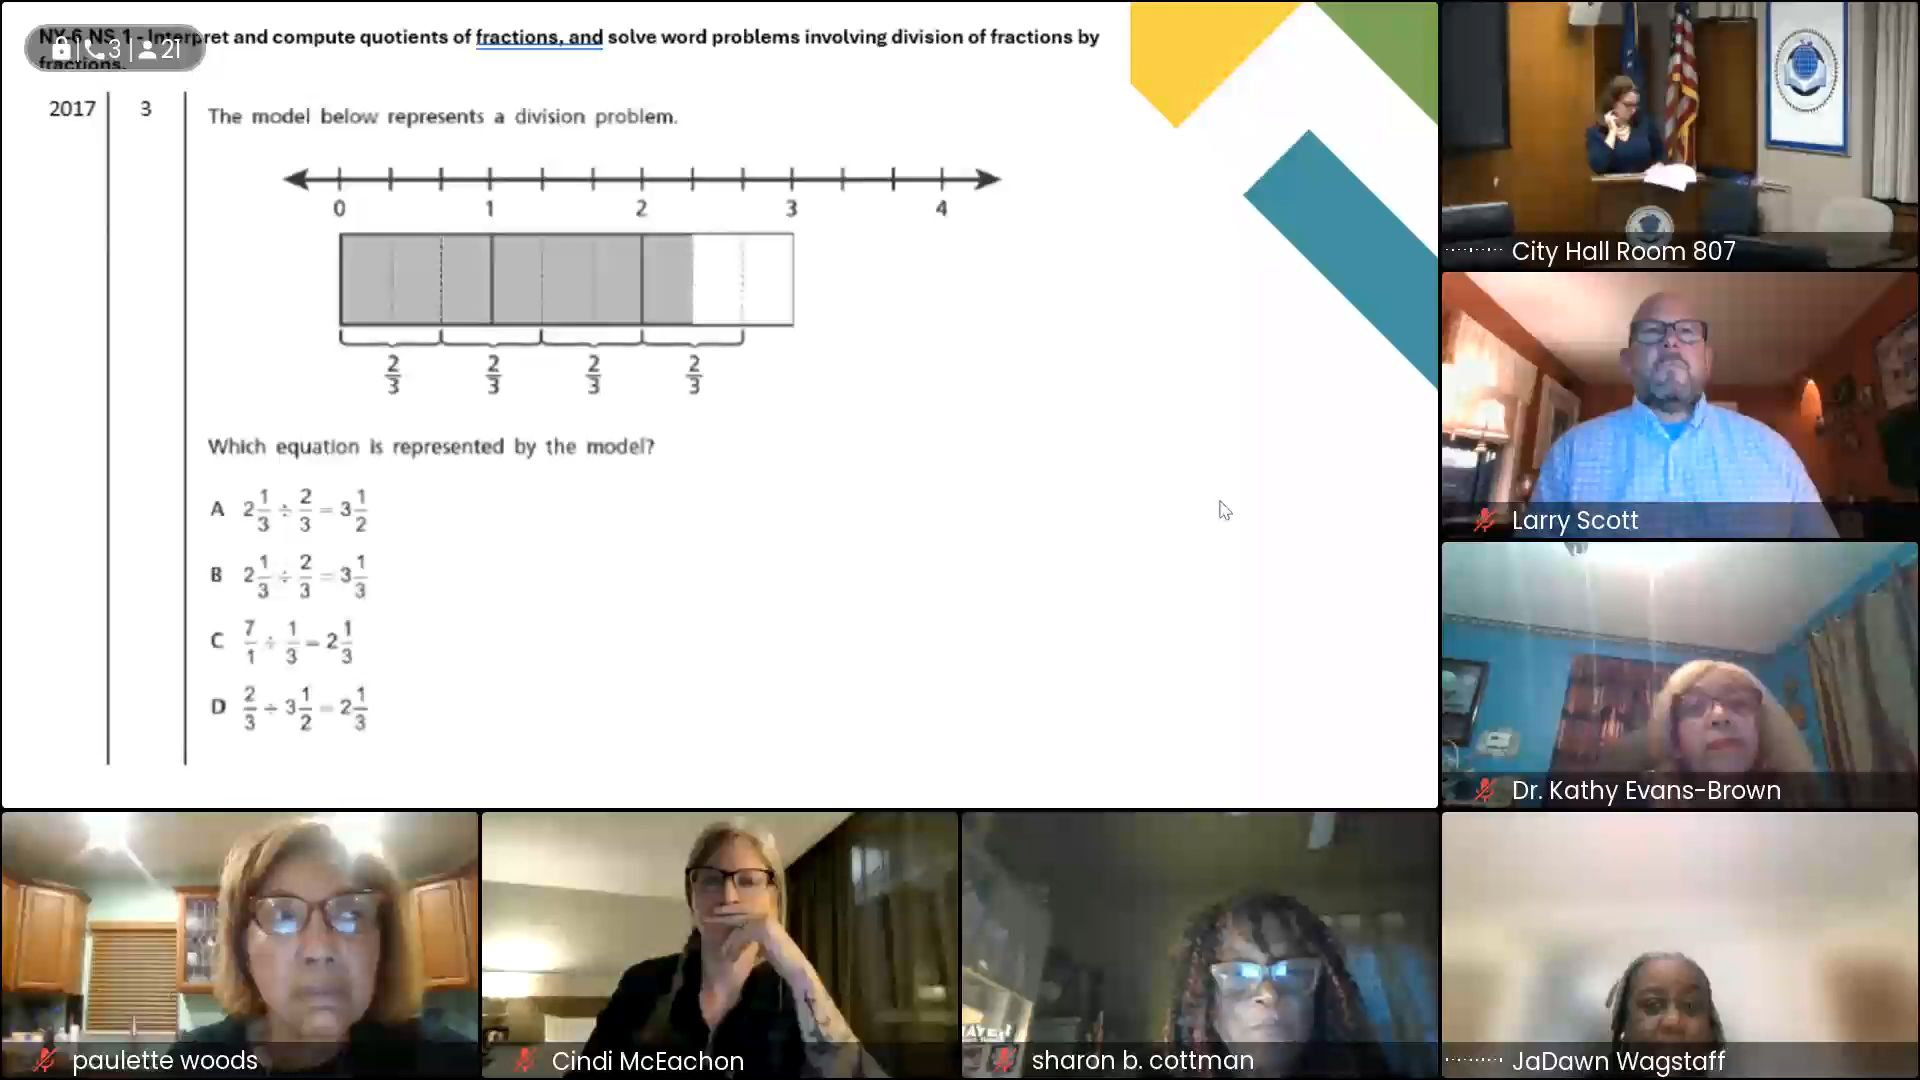 NY-6.NS.1 - Interpret and compute quotients of fractions, and solve word problems involving division of fractions by
fractions.
3 | 21
2017 3 The model below represents a division problem.
0 1 2 3 4
2/3 2/3 2/3 2/3
Which equation is represented by the model?
A 2 1/3 ÷ 2/3 = 3 1/2
B 2 1/3 ÷ 2/3 = 3 1/3
C 7/1 ÷ 1/3 = 2 1/3
D 2/3 ÷ 3 1/2 = 2 1/3
City Hall Room 807
Larry Scott
Dr. Kathy Evans-Brown
paulette woods
Cindi McEachon
sharon b. cottman
JaDawn Wagstaff